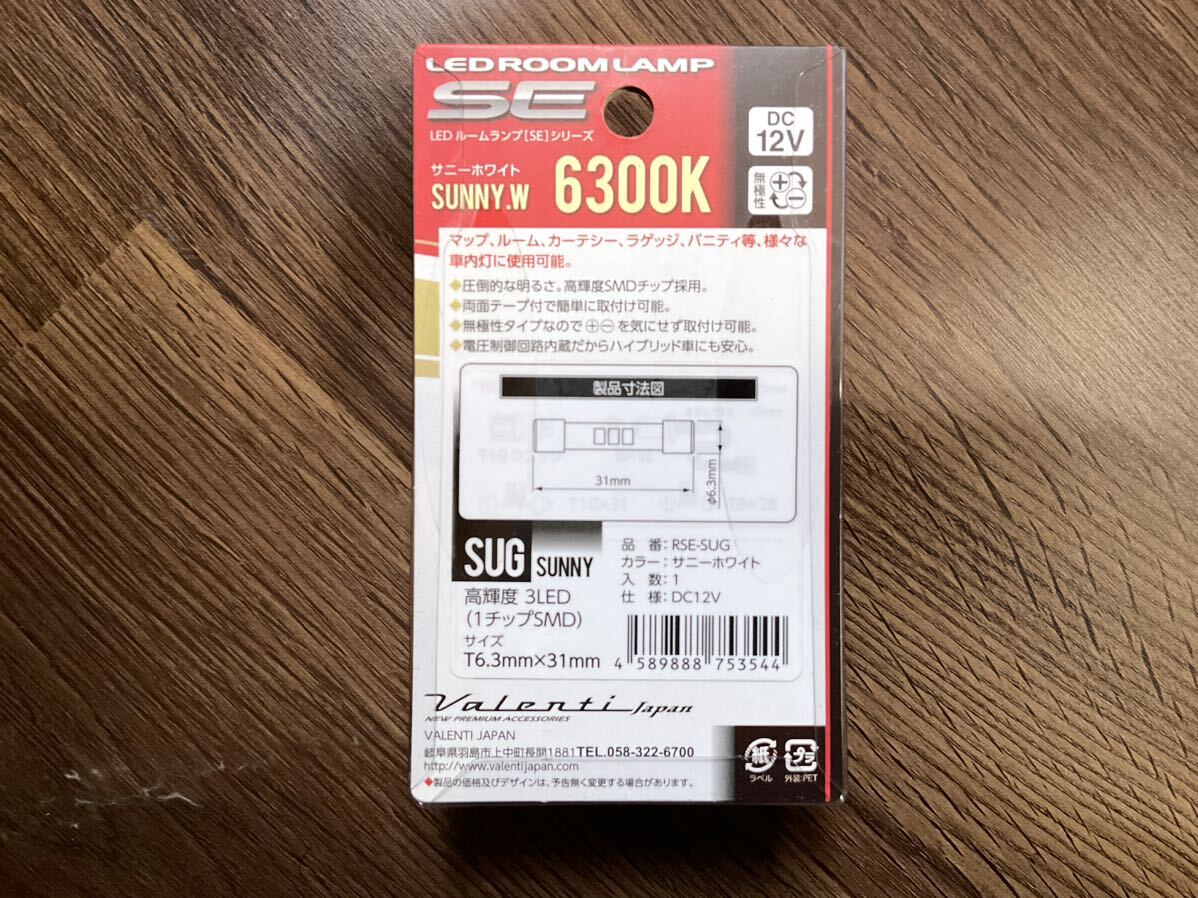 LED ROOM LAMP
SE
LED ルームランプ[SE]シリーズ
DC
12V
サニーホワイト
SUNNY.W 6300K
無極性
マップ、ルーム、カーテシー、ラゲッジ、バニティ等、様々な
車内灯に使用可能。
◆圧倒的な明るさ。高輝度SMDチップ採用。
◆両面テープ付で簡単に取付け可能。
◆無極性タイプなので⊕⊖を気にせず取付け可能。
◆電圧制御回路内蔵だからハイブリッド車にも安心。
製品寸法図
31mm
φ6.3mm
SUG SUNNY
高輝度 3LED
(1チップSMD)
サイズ
T6.3mm×31mm
品 番:RSE-SUG
カラー:サニーホワイト
入 数:1
仕 様:DC12V
4 589888 753544
Valenti Japan
NEW PREMIUM ACCESSORIES
VALENTI JAPAN
岐阜県羽島市上中町長間1881TEL.058-322-6700
http://www.valentijapan.com
◆製品の価格及びデザインは、予告無く変更する場合があります。
紙
ラベル
プラ
外装:PET